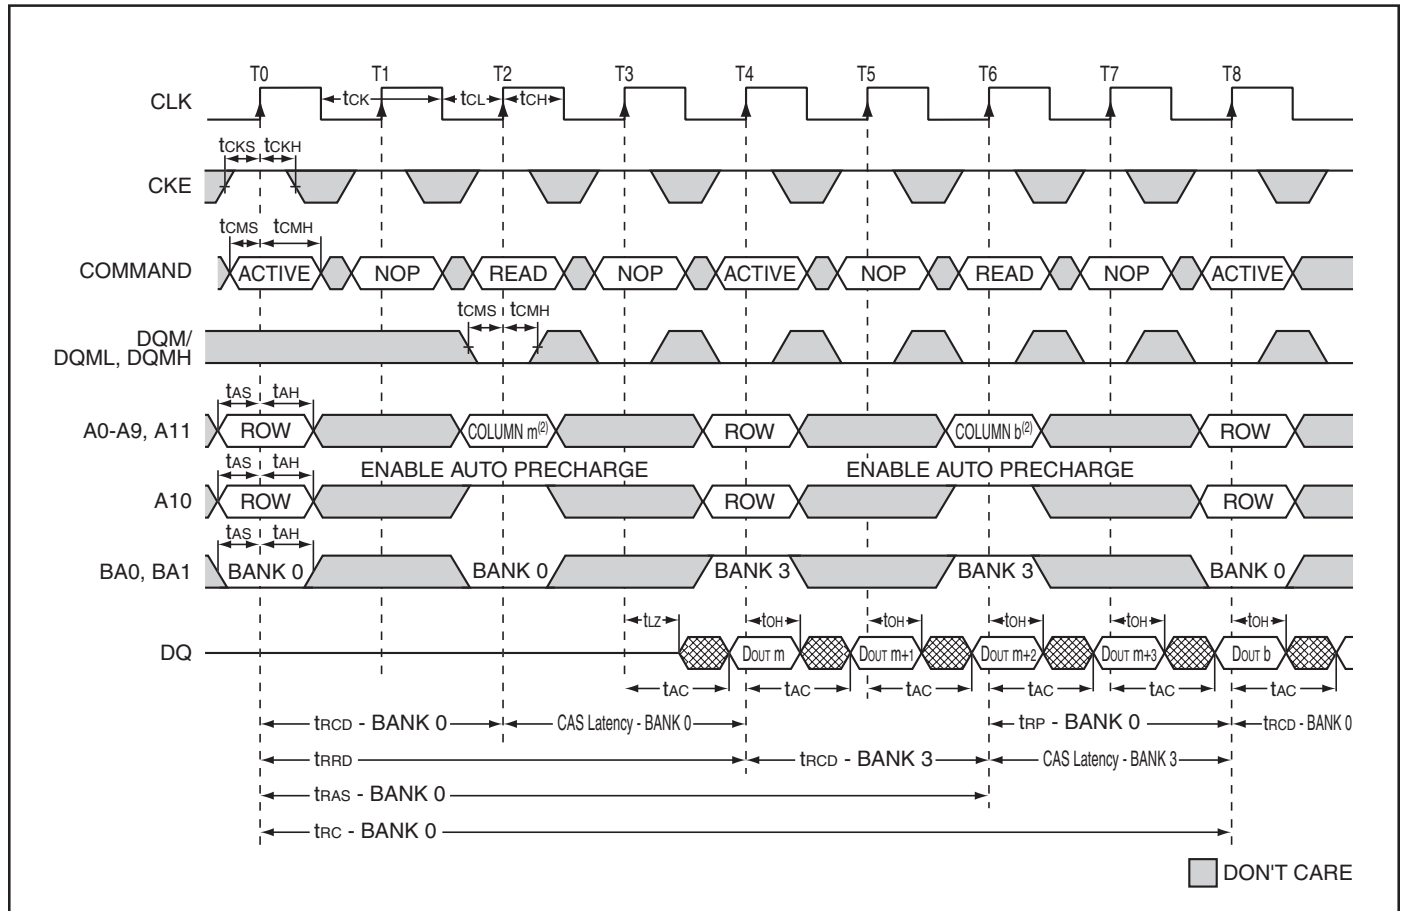 T0 T1 T2 T3 T4 T5 T6 T7 T8
CLK tCK tCL tCH
tCKS tCKH
CKE
tCMS tCMH
COMMAND ACTIVE NOP READ NOP ACTIVE NOP READ NOP ACTIVE
tCMS tCMH
DQM/
DQML, DQMH
tAS tAH
A0-A9, A11 ROW COLUMN m(2) ROW COLUMN b(2) ROW
tAS tAH ENABLE AUTO PRECHARGE ENABLE AUTO PRECHARGE
A10 ROW ROW ROW
tAS tAH
BA0, BA1 BANK 0 BANK 0 BANK 3 BANK 3 BANK 0
tLZ tOH tOH tOH tOH tOH
DQ DOUT m DOUT m+1 DOUT m+2 DOUT m+3 DOUT b
tAC tAC tAC tAC tAC tAC
tRCD - BANK 0 CAS Latency - BANK 0 tRP - BANK 0 tRCD - BANK 0
tRRD tRCD - BANK 3 CAS Latency - BANK 3
tRAS - BANK 0
tRC - BANK 0
DON'T CARE